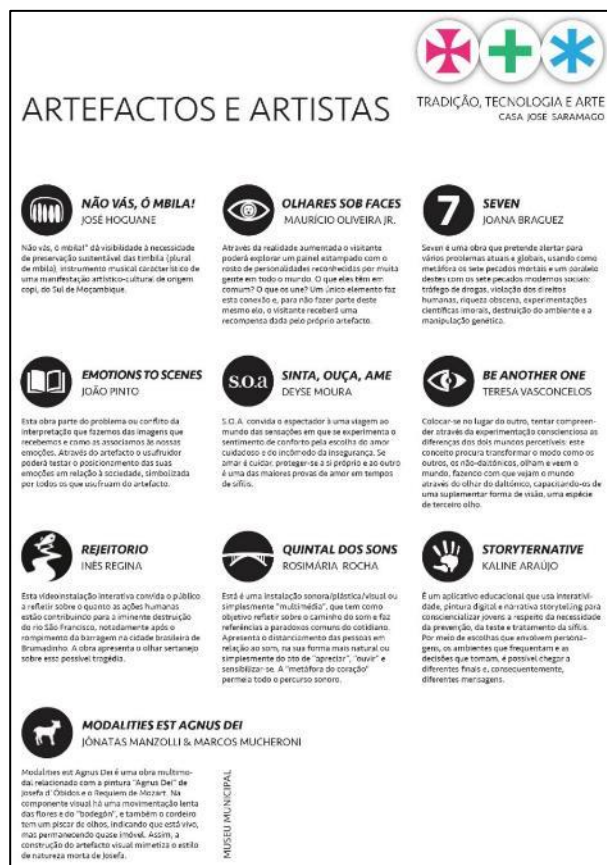 ARTEFACTOS E ARTISTAS
TRADIÇÃO, TECNOLOGIA E ARTE
CASA JOSE SARAMAGO
NÃO VÁS, Ó MBILA!
JOSÉ HOGUANE
Não vás, ó mbila!" dá visibilidade à necessidade
de preservação sustentável das timbila (plural
de mbila), instrumento musical característico de
uma manifestação artístico-cultural de origem
copi, do Sul de Moçambique.
OLHARES SOB FACES
MAURÍCIO OLIVEIRA JR.
Através da realidade aumentada o visitante
poderá explorar um painel estampado com o
rosto de personalidades reconhecidas por muita
gente em todo o mundo. O que eles têm em
comum? O que os une? Um único elemento faz
esta conexão e, para não fazer parte deste
mesmo elo, o visitante receberá uma
recompensa dada pelo próprio artefacto.
7
SEVEN
JOANA BRAGUEZ
Seven é uma obra que pretende alertar para
vários problemas atuais e globais, usando como
metáfora os sete pecados mortais e um paralelo
destes com os sete pecados modernos sociais:
tráfego de drogas, violação dos direitos
humanas, riqueza obscena, experimentações
científicas imorais, destruição do ambiente e a
manipulação genética.
EMOTIONS TO SCENES
JOÃO PINTO
Esta obra parte do problema ou conflito da
interpretação que fazemos das imagens que
recebemos e como as associamos às nossas
emoções. Através do artefacto o usufruidor
poderá testar o posicionamento das suas
emoções em relação à sociedade, simbolizada
por todos os que usufruam do artefacto.
s.o.a
SINTA, OUÇA, AME
DEYSE MOURA
S.O.A. convida o espectador à uma viagem ao
mundo das sensações em que se experimenta o
sentimento de conforto pela escolha do amor
cuidadoso e do incômodo da insegurança. Se
amar é cuidar, proteger-se a si próprio e ao outro
é uma das maiores provas de amor em tempos
de sífilis.
BE ANOTHER ONE
TERESA VASCONCELOS
Colocar-se no lugar do outro, tentar compreen-
der através da experimentação conscienciosa as
diferenças dos dois mundos percetíveis: este
conceito procura transformar o modo como os
outros, os não-daltónicos, olham e veem o
mundo, fazendo com que vejam o mundo
através do olhar do daltónico, capacitando-os de
uma suplementar forma de visão, uma espécie
de terceiro olho.
REJEITORIO
INÊS REGINA
Esta videoinstalação interativa convida o público
a refletir sobre o quanto as ações humanas
estão contribuindo para a iminente destruição
do rio São Francisco, notadamente após o
rompimento da barragem na cidade brasileira de
Brumadinho. A obra apresenta o olhar sertanejo
sobre essa possível tragédia.
QUINTAL DOS SONS
ROSIMÁRIA ROCHA
Está é uma instalação sonora/plástica/visual ou
simplesmente "multimédia", que tem como
objetivo refletir sobre o caminho do som e faz
referências a paradoxos comuns do cotidiano.
Apresenta o distanciamento das pessoas em
relação ao som, na sua forma mais natural ou
simplesmente do ato de "apreciar", "ouvir" e
sensibilizar-se. A "metáfora do coração"
permeia todo o percurso sonoro.
STORYTERNATIVE
KALINE ARAÚJO
É um aplicativo educacional que usa interativi-
dade, pintura digital e narrativa storytelling para
consciencializar jovens a respeito da necessidade
da prevenção, da teste e tratamento da sífilis.
Por meio de escolhas que envolvem persona-
gens, os ambientes que frequentam e as
decisões que tomam, é possível chegar a
diferentes finais e, consequentemente,
diferentes mensagens.
MODALITIES EST AGNUS DEI
JÔNATAS MANZOLLI & MARCOS MUCHERONI
Modalities est Agnus Dei é uma obra multimo-
dal relacionada com a pintura "Agnus Dei" de
Josefa d'Óbidos e o Requiem de Mozart. Na
componente visual há uma movimentação lenta
das flores e do "bodegón", e também o cordeiro
tem um piscar de olhos, indicando que está vivo,
mas permanecendo quase imóvel. Assim, a
construção do artefacto visual mimetiza o estilo
de natureza morta de Josefa.
MUSEU MUNICIPAL